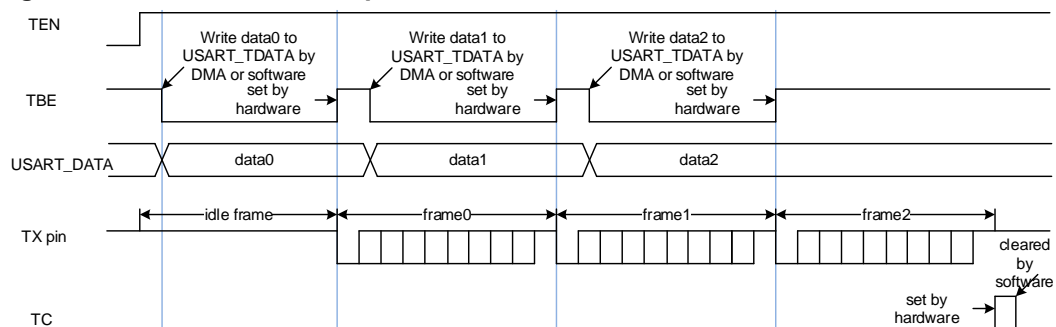 TEN
Write data0 to
USART_TDATA by
DMA or software
Write data1 to
USART_TDATA by
DMA or software
Write data2 to
USART_TDATA by
DMA or software
TBE
set by
hardware
set by
hardware
set by
hardware
USART_DATA
data0
data1
data2
idle frame
frame0
frame1
frame2
TX pin
cleared
by
software
set by
hardware
TC